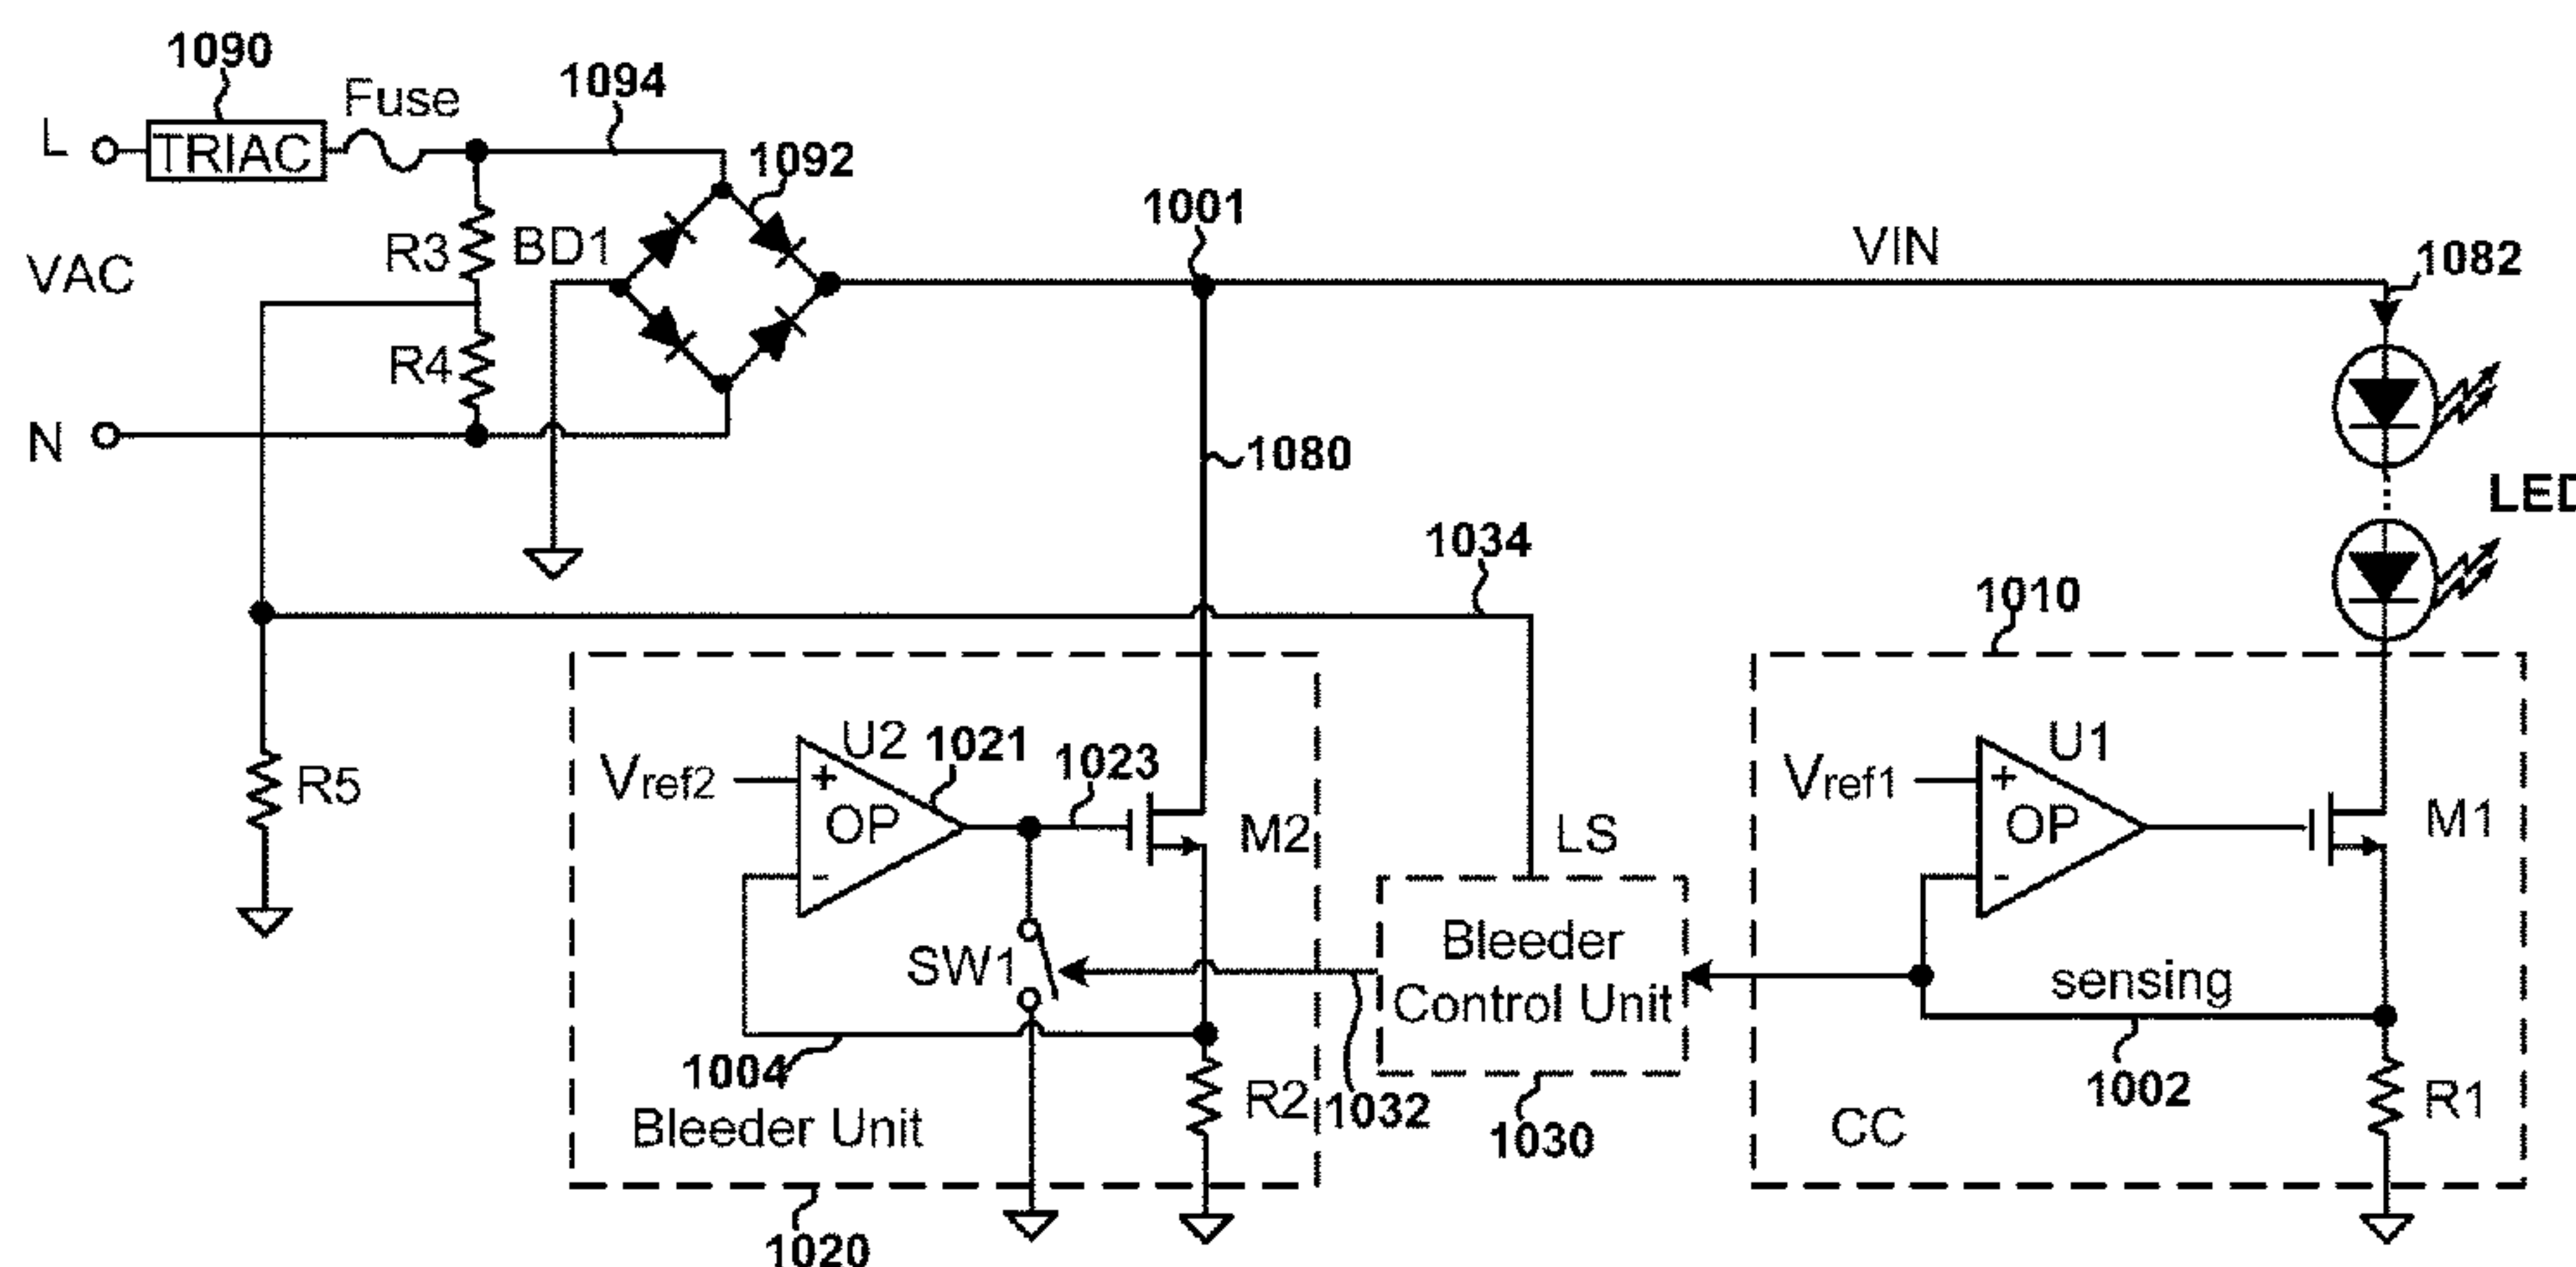 1090
Fuse
1094
L
TRIAC
1092
1001
VIN
1082
R3
BD1
VAC
R4
N
1080
LED
1034
1010
U2
1021
1023
U1
Vref2
+
OP
-
M2
R5
LS
Vref1
+
OP
-
M1
SW1
Bleeder
Control Unit
sensing
1004
R2
1032
1002
R1
Bleeder Unit
1030
CC
1020